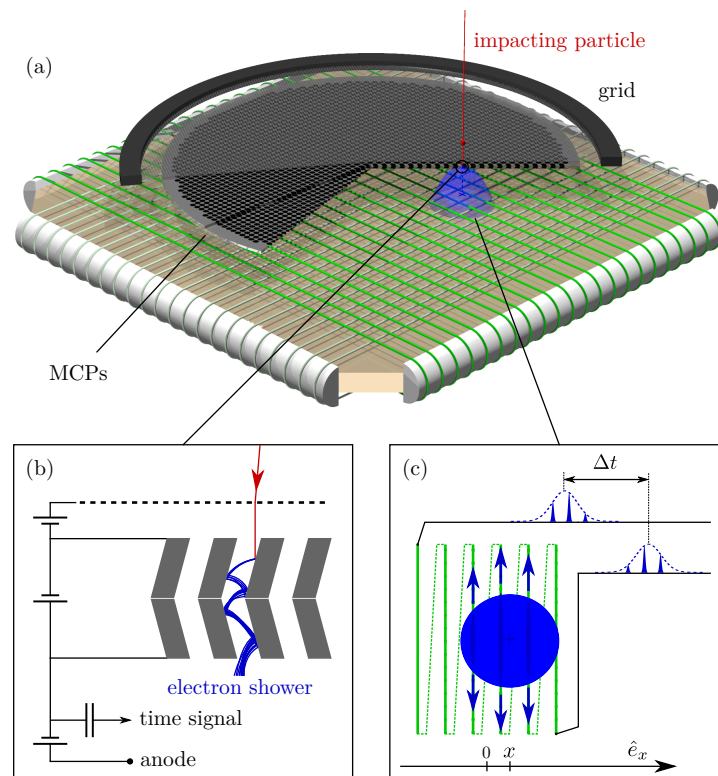 (a)
impacting particle
grid
MCPs
(b)
electron shower
time signal
anode
(c)
Δt
0 x ê_x